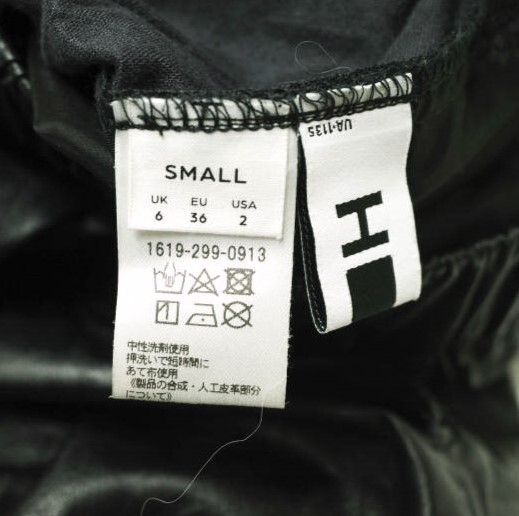 SMALL
UK EU USA
6 36 2
1619-299-0913
中性洗剤使用
押洗いで短時間に
あて布使用
《製品の合成・人工皮革部分
について》
UA-1135
H